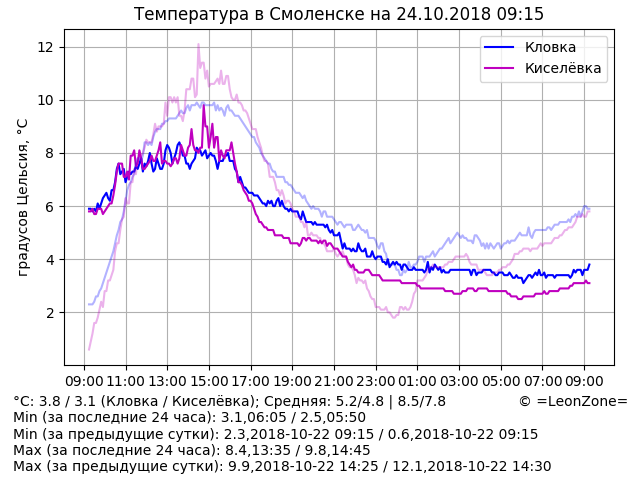 Температура в Смоленске на 24.10.2018 09:15
градусов Цельсия, °C
12
10
8
6
4
2
Кловка
Киселёвка
09:00 11:00 13:00 15:00 17:00 19:00 21:00 23:00 01:00 03:00 05:00 07:00 09:00
°C: 3.8 / 3.1 (Кловка / Киселёвка); Средняя: 5.2/4.8 | 8.5/7.8 © =LeonZone=
Min (за последние 24 часа): 3.1,06:05 / 2.5,05:50
Min (за предыдущие сутки): 2.3,2018-10-22 09:15 / 0.6,2018-10-22 09:15
Max (за последние 24 часа): 8.4,13:35 / 9.8,14:45
Max (за предыдущие сутки): 9.9,2018-10-22 14:25 / 12.1,2018-10-22 14:30